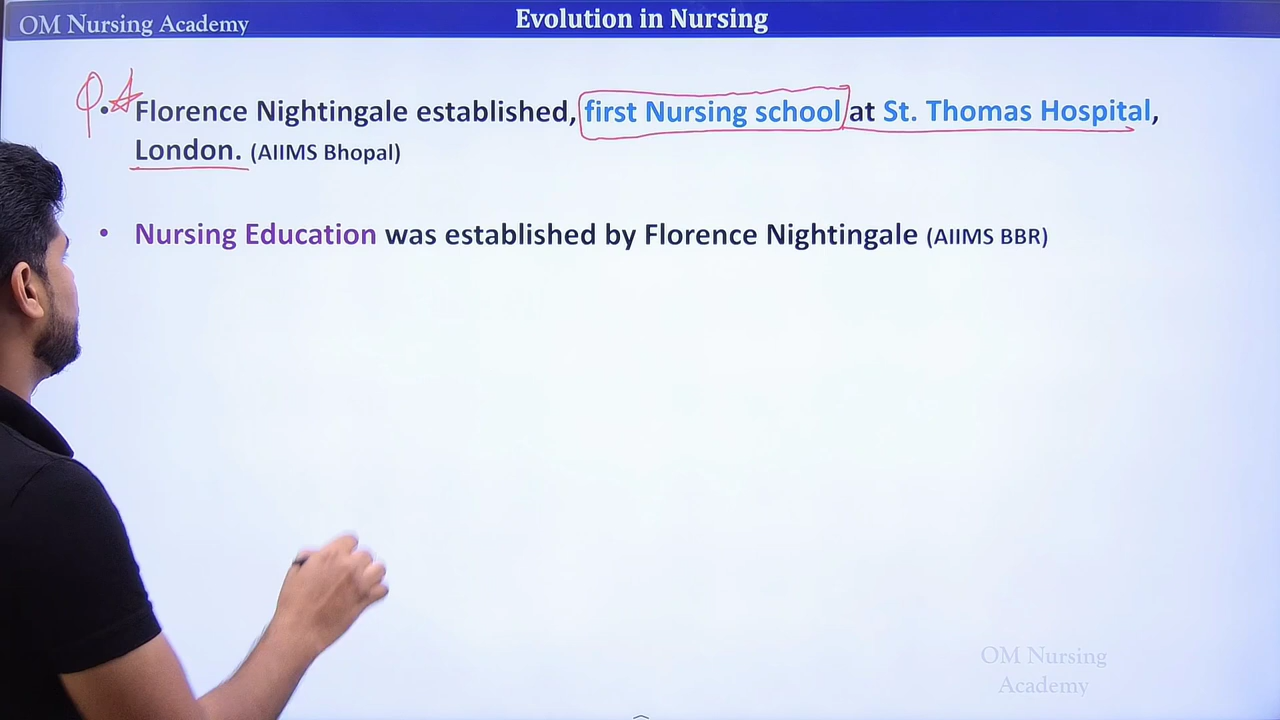 OM Nursing Academy
Evolution in Nursing
• Florence Nightingale established, first Nursing school at St. Thomas Hospital,
London. (AIIMS Bhopal)
• Nursing Education was established by Florence Nightingale (AIIMS BBR)
OM Nursing
Academy